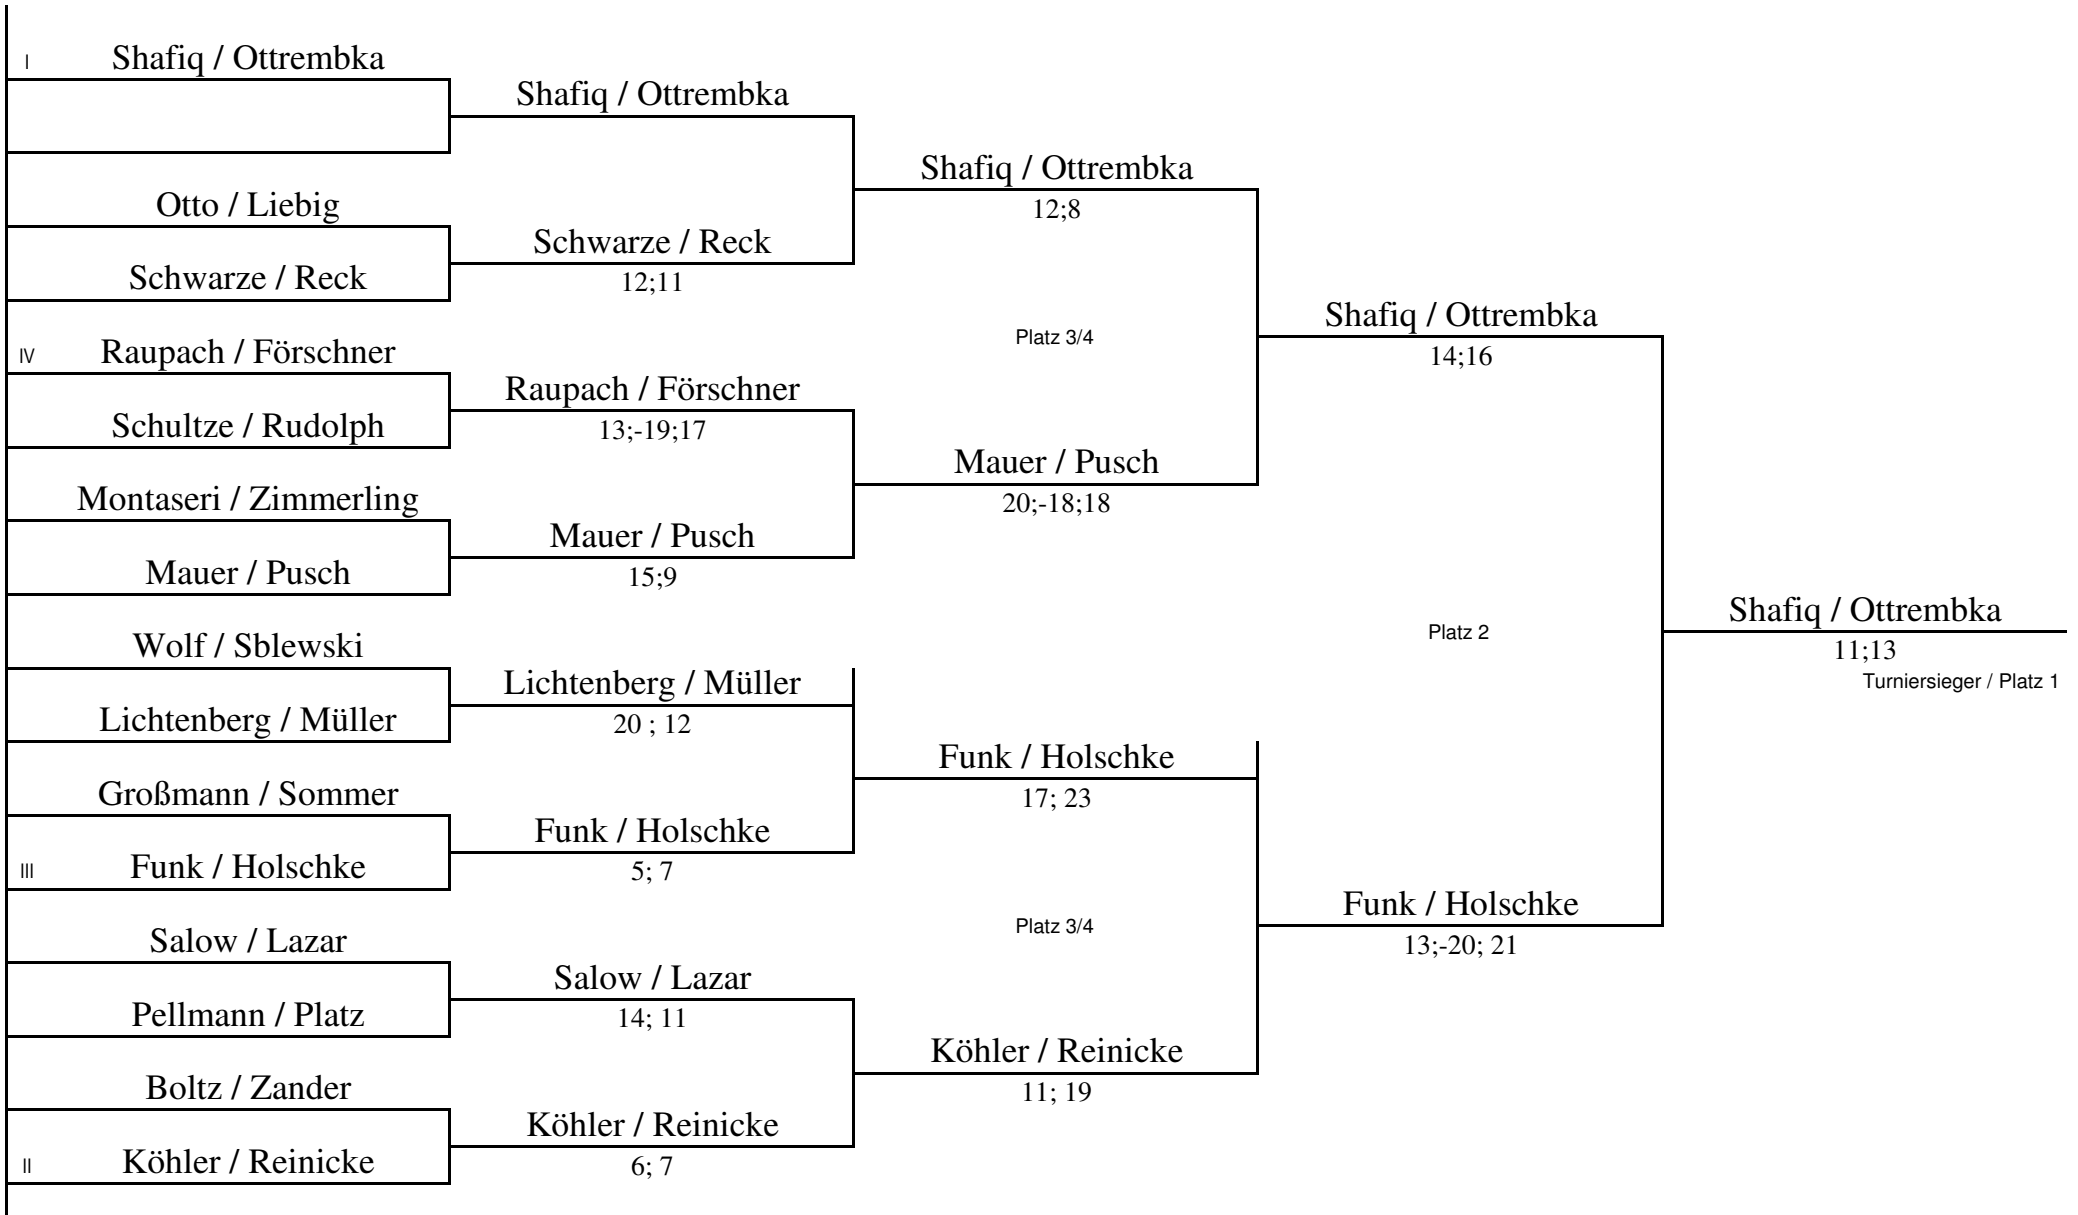 I
Shafiq / Ottrembka
Otto / Liebig
Schwarze / Reck
IV
Raupach / Förschner
Schultze / Rudolph
Montaseri / Zimmerling
Mauer / Pusch
Wolf / Sblewski
Lichtenberg / Müller
Großmann / Sommer
III
Funk / Holschke
Salow / Lazar
Pellmann / Platz
Boltz / Zander
II
Köhler / Reinicke
Shafiq / Ottrembka
Schwarze / Reck
12;11
Raupach / Förschner
13;-19;17
Mauer / Pusch
15;9
Lichtenberg / Müller
20 ; 12
Funk / Holschke
5; 7
Salow / Lazar
14; 11
Köhler / Reinicke
6; 7
Shafiq / Ottrembka
12;8
Platz 3/4
Mauer / Pusch
20;-18;18
Funk / Holschke
17; 23
Platz 3/4
Köhler / Reinicke
11; 19
Shafiq / Ottrembka
14;16
Platz 2
Funk / Holschke
13;-20; 21
Shafiq / Ottrembka
11;13
Turniersieger / Platz 1